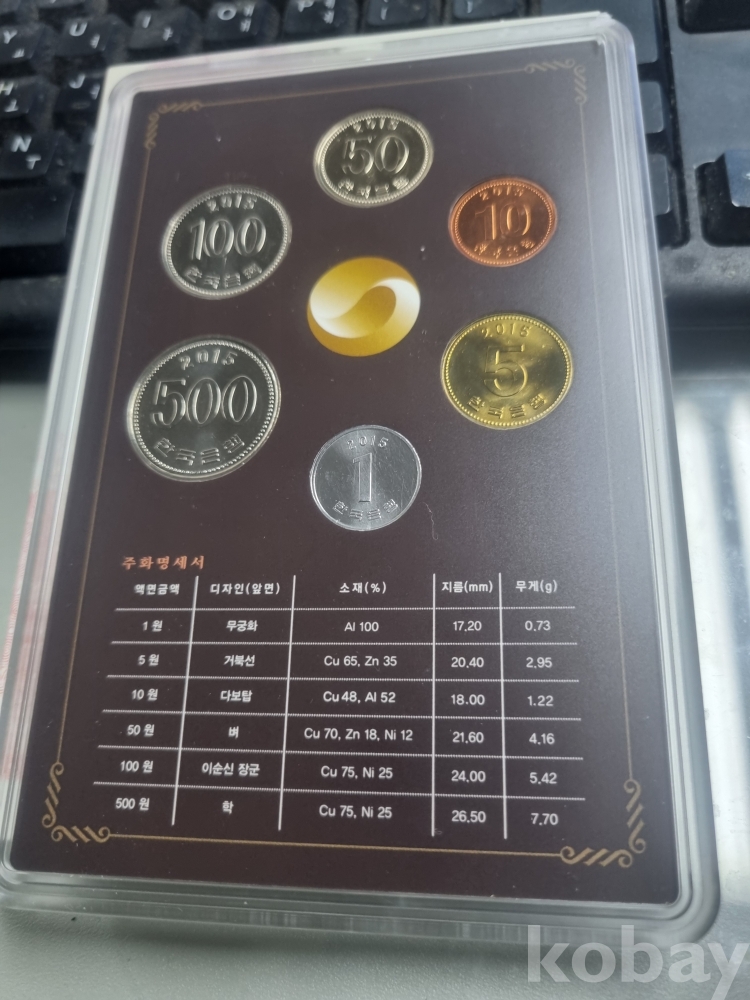 2015
50
한국은행
2015
10
한국은행
2015
100
한국은행
2015
5
한국은행
2015
500
한국은행
2015
1
한국은행
주화명세서
액면금액 디자인(앞면) 소재(%) 지름(mm) 무게(g)
1 원 무궁화 Al 100 17.20 0.73
5 원 거북선 Cu 65, Zn 35 20.40 2.95
10 원 다보탑 Cu 48, Al 52 18.00 1.22
50 원 벼 Cu 70, Zn 18, Ni 12 21.60 4.16
100 원 이순신 장군 Cu 75, Ni 25 24.00 5.42
500 원 학 Cu 75, Ni 25 26.50 7.70
kobay